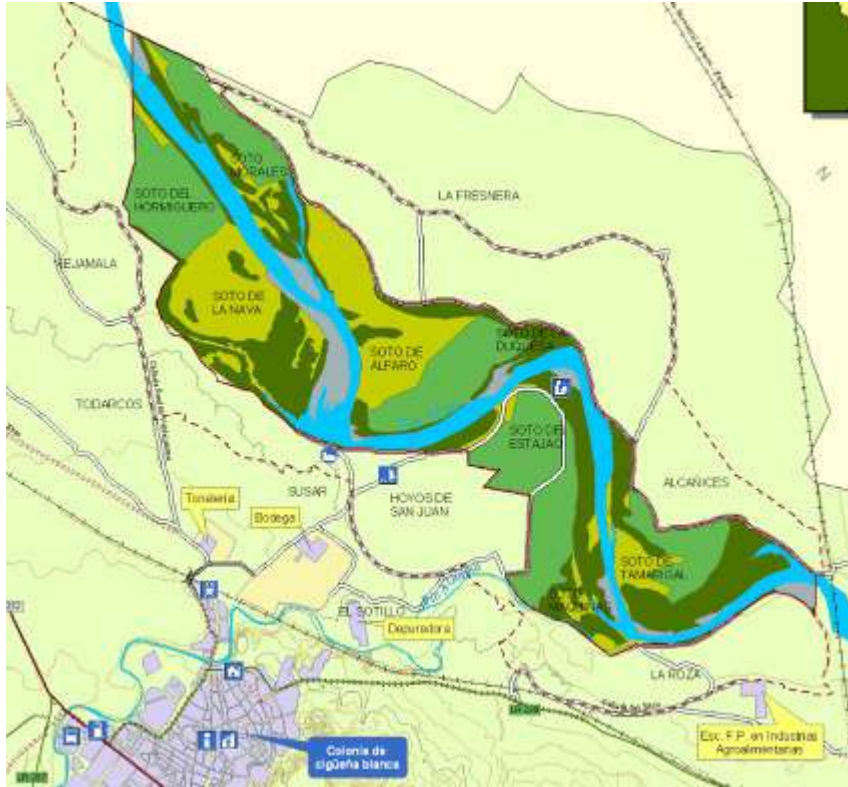 SOTO
MORALES
SOTO DEL
HORMIGUERO
LA FRESNERA
REJAMALA
SOTO DE
LA NAVA
SOTO DE
ALFARO
DUQUESA
TODARCOS
SOTO DE
ESTAJAO
ALCAÑICES
SUSAR
HOYOS DE
SAN JUAN
Tonelería
Bodega
SOTO DE
TAMARIGAL
EL SOTILLO
Depuradora
LA ROZA
Esc. F.P. en Industrias
Agroalimentarias
Colonia de
cigüeña blanca